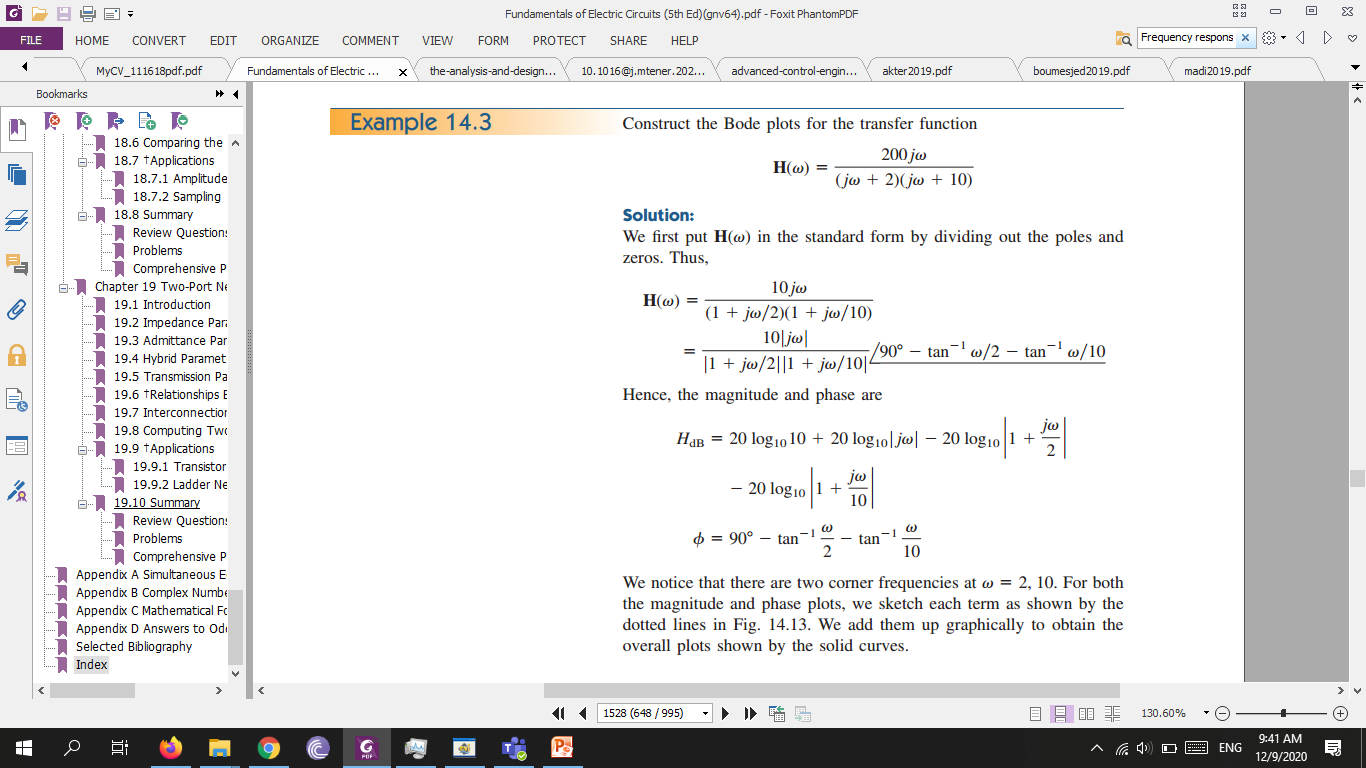 Fundamentals of Electric Circuits (5th Ed)(gnv64).pdf - Foxit PhantomPDF
FILE HOME CONVERT EDIT ORGANIZE COMMENT VIEW FORM PROTECT SHARE HELP
Frequency respons
MyCV_111618pdf.pdf
Fundamentals of Electric ...
the-analysis-and-design...
10.1016@j.mtener.202...
advanced-control-engin...
akter2019.pdf
boumesjed2019.pdf
madi2019.pdf
Bookmarks
18.6 Comparing the
18.7 †Applications
18.7.1 Amplitude
18.7.2 Sampling
18.8 Summary
Review Questions
Problems
Comprehensive P
Chapter 19 Two-Port Ne
19.1 Introduction
19.2 Impedance Para
19.3 Admittance Par
19.4 Hybrid Paramet
19.5 Transmission Pa
19.6 †Relationships B
19.7 Interconnection
19.8 Computing Two
19.9 †Applications
19.9.1 Transistor
19.9.2 Ladder Ne
19.10 Summary
Review Questions
Problems
Comprehensive P
Appendix A Simultaneous E
Appendix B Complex Numbe
Appendix C Mathematical Fo
Appendix D Answers to Odd
Selected Bibliography
Index
Example 14.3
Construct the Bode plots for the transfer function
H(ω) = 200jω / (jω + 2)(jω + 10)
Solution:
We first put H(ω) in the standard form by dividing out the poles and
zeros. Thus,
H(ω) = 10jω / (1 + jω/2)(1 + jω/10)
= 10|jω| / |1 + jω/2||1 + jω/10| /90° − tan⁻¹ ω/2 − tan⁻¹ ω/10
Hence, the magnitude and phase are
H_dB = 20 log₁₀ 10 + 20 log₁₀|jω| − 20 log₁₀ |1 + jω/2|
− 20 log₁₀ |1 + jω/10|
ϕ = 90° − tan⁻¹ ω/2 − tan⁻¹ ω/10
We notice that there are two corner frequencies at ω = 2, 10. For both
the magnitude and phase plots, we sketch each term as shown by the
dotted lines in Fig. 14.13. We add them up graphically to obtain the
overall plots shown by the solid curves.
1528 (648 / 995)
130.60%
PDF
ENG
9:41 AM
12/9/2020